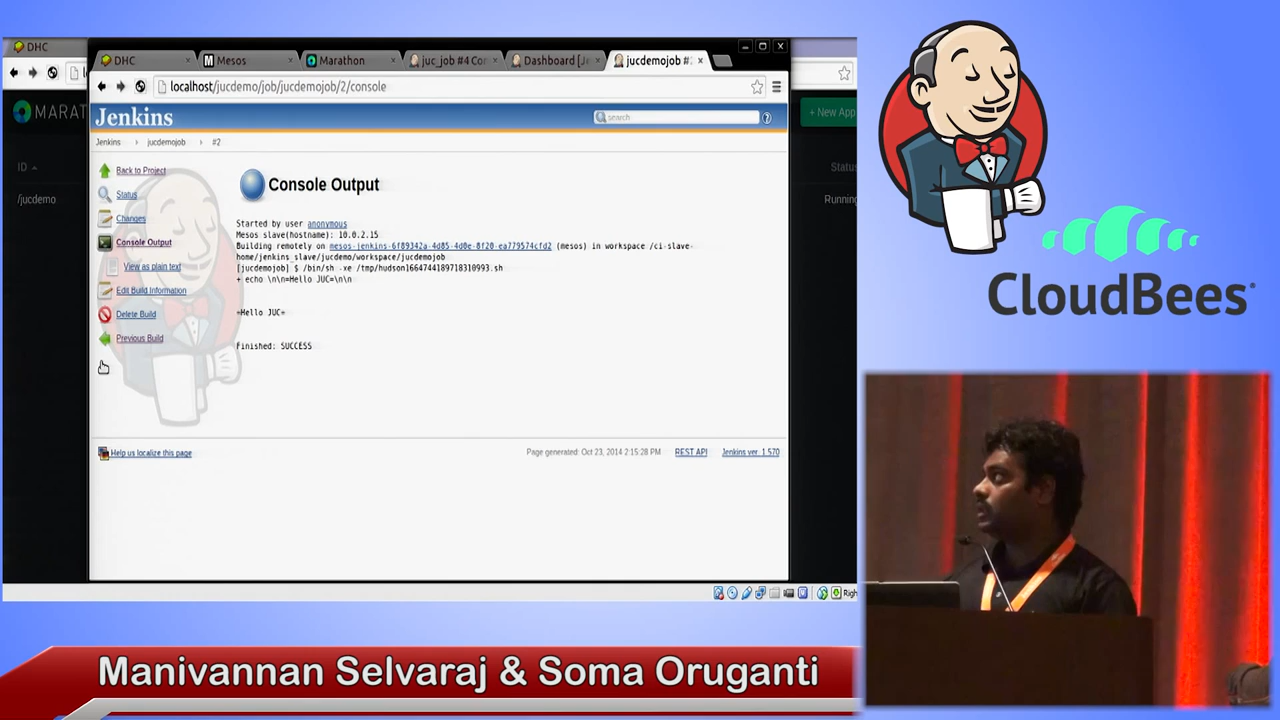 DHC
DHC
Mesos
Marathon
juc_job #4 Con
Dashboard [Je
jucdemojob #
localhost/jucdemo/job/jucdemojob/2/console
MARAT
+ New App
Jenkins
search
Jenkins
jucdemojob
#2
ID
Status
/jucdemo
Running
Back to Project
Status
Changes
Console Output
View as plain text
Edit Build Information
Delete Build
Previous Build
Console Output
Started by user anonymous
Mesos slave(hostname): 10.0.2.15
Building remotely on mesos-jenkins-6f89342a-4d85-4d0e-8f20-ea779574cfd2 (mesos) in workspace /ci-slave-
home/jenkins_slave/jucdemo/workspace/jucdemojob
[jucdemojob] $ /bin/sh -xe /tmp/hudson1664744189718310993.sh
+ echo \n\n=Hello JUC=\n\n
=Hello JUC=
Finished: SUCCESS
Help us localize this page
Page generated: Oct 23, 2014 2:15:28 PM
REST API
Jenkins ver. 1.570
Righ
CloudBees
Manivannan Selvaraj & Soma Oruganti